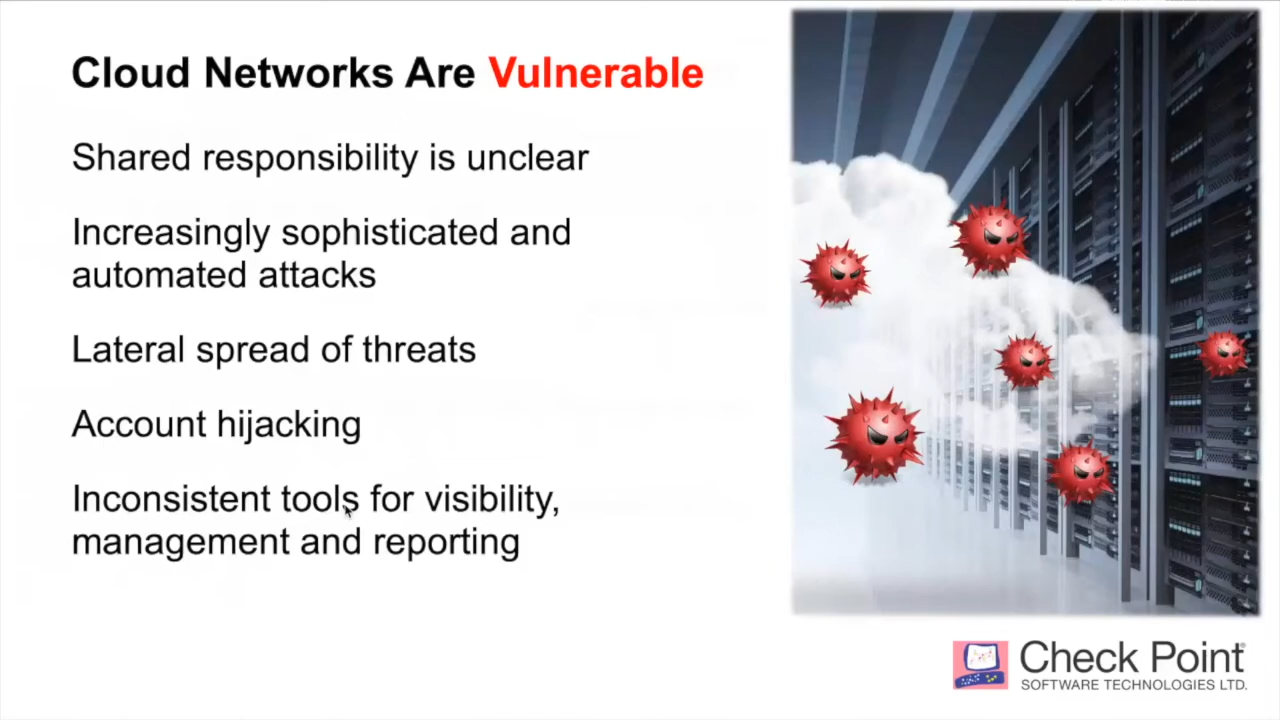 Cloud Networks Are Vulnerable
Shared responsibility is unclear
Increasingly sophisticated and
automated attacks
Lateral spread of threats
Account hijacking
Inconsistent tools for visibility,
management and reporting
Check Point
SOFTWARE TECHNOLOGIES LTD.